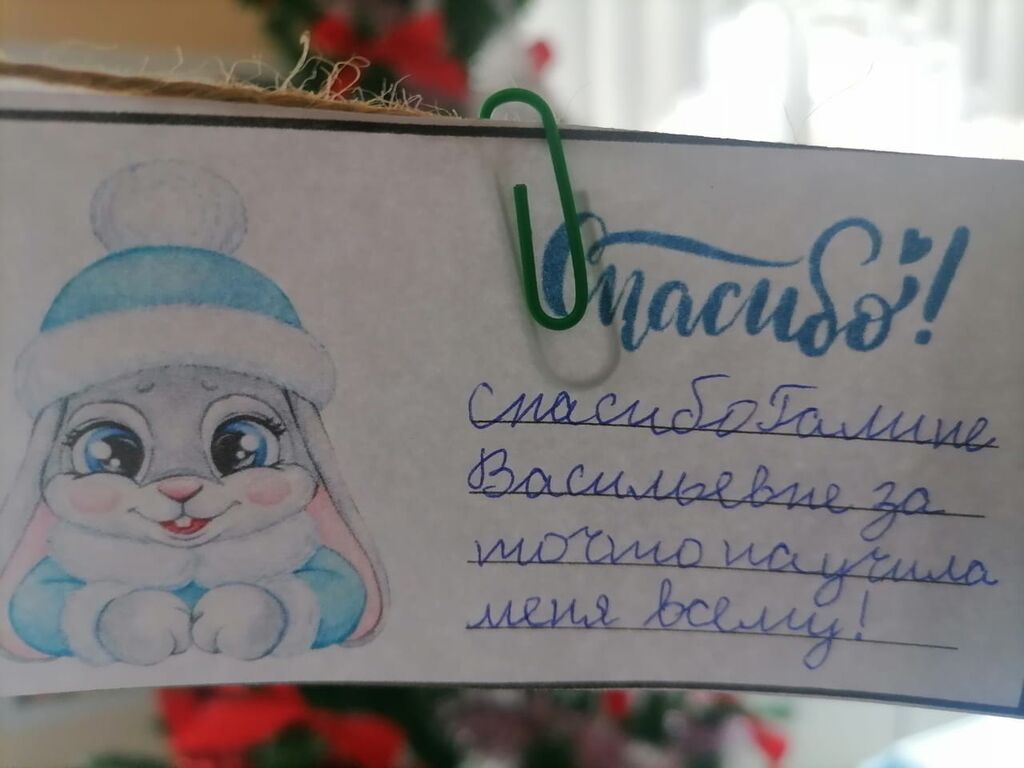 Спасибо!
Спасибо Галине
Васильевне за
то что научила
меня всему!